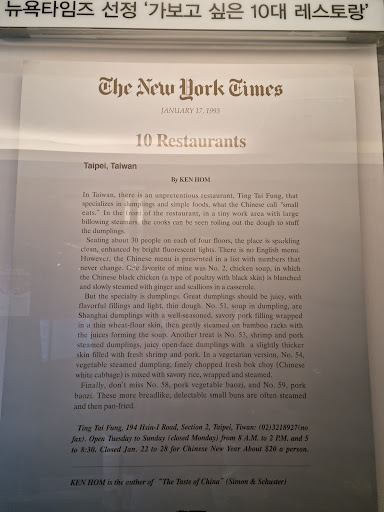 뉴욕타임즈 선정 '가보고 싶은 10대 레스토랑'
The New York Times
JANUARY 17, 1993
10 Restaurants
Taipei, Taiwan
By KEN HOM
In Taiwan, there is an unpretentious restaurant, Ting Tai Fung, that
specializes in dumplings and simple foods, what the Chinese call "small
eats." In the front of the restaurant, in a tiny work area with large
billowing steamers, the cooks can be seen roiling out the dough to stuff
the dumplings.
Seating about 30 people on each of four floors, the place is sparkling
clean, enhanced by bright fluorescent lights. There is no English menu.
However, the Chinese menu is presented in a list with numbers that
never change. One favorite of mine was No. 2, chicken soup, in which
the Chinese black chicken (a type of poultry with black skin) is blanched
and slowly steamed with ginger and scallions in a casserole.
But the specialty is dumplings. Great dumplings should be juicy, with
flavorful fillings and light, thin dough. No. 51, soup in dumpling, are
Shanghai dumplings with a well-seasoned, savory pork filling wrapped
in a thin wheat-flour skin, then gently steamed on bamboo racks with
the juices forming the soup. Another treat is No. 53, shrimp and pork
steamed dumplings, juicy open-face dumplings with a slightly thicker
skin filled with fresh shrimp and pork. In a vegetarian version, No. 54,
vegetable steamed dumpling, finely chopped fresh bok choy (Chinese
white cabbage) is mixed with savory rice, wrapped and steamed.
Finally, don't miss No. 58, pork vegetable baozi, and No. 59, pork
baozi. These more breadlike, delectable small buns are often steamed
and then pan-fried.
Ting Tai Fung, 194 Hsin-I Road, Section 2, Taipei, Tiwan: (02)3218927(no
fax). Open Tuesday to Sunday (closed Monday) from 8 A.M. to 2 P.M. and 5
to 8:30. Closed Jan. 22 to 28 for Chinese New Year About $20 a person.
KEN HOM is the author of "The Taste of China" (Simon & Schuster)